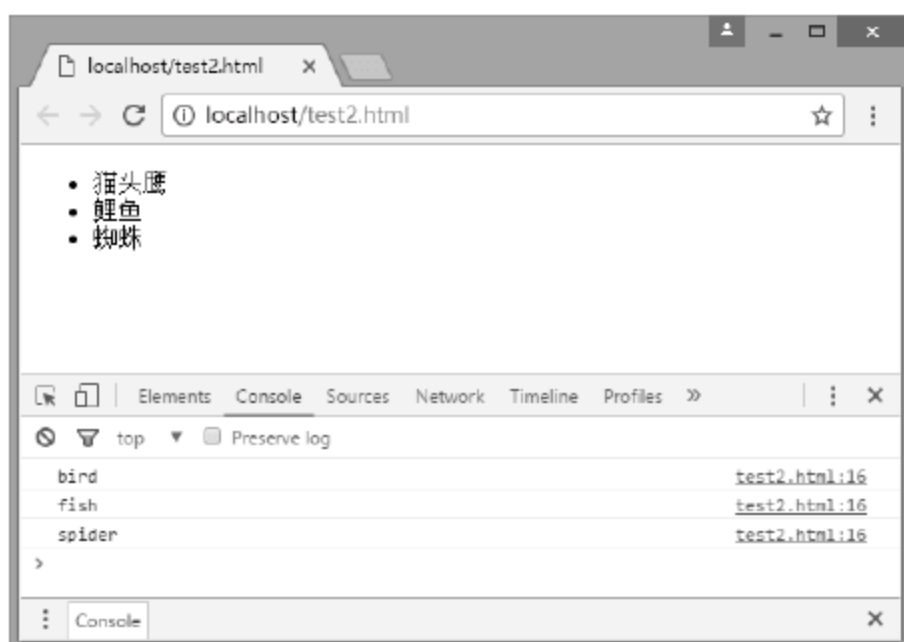 localhost/test2.html
localhost/test2.html
猫头鹰
鲤鱼
蜘蛛
Elements Console Sources Network Timeline Profiles
top Preserve log
bird test2.html:16
fish test2.html:16
spider test2.html:16
Console